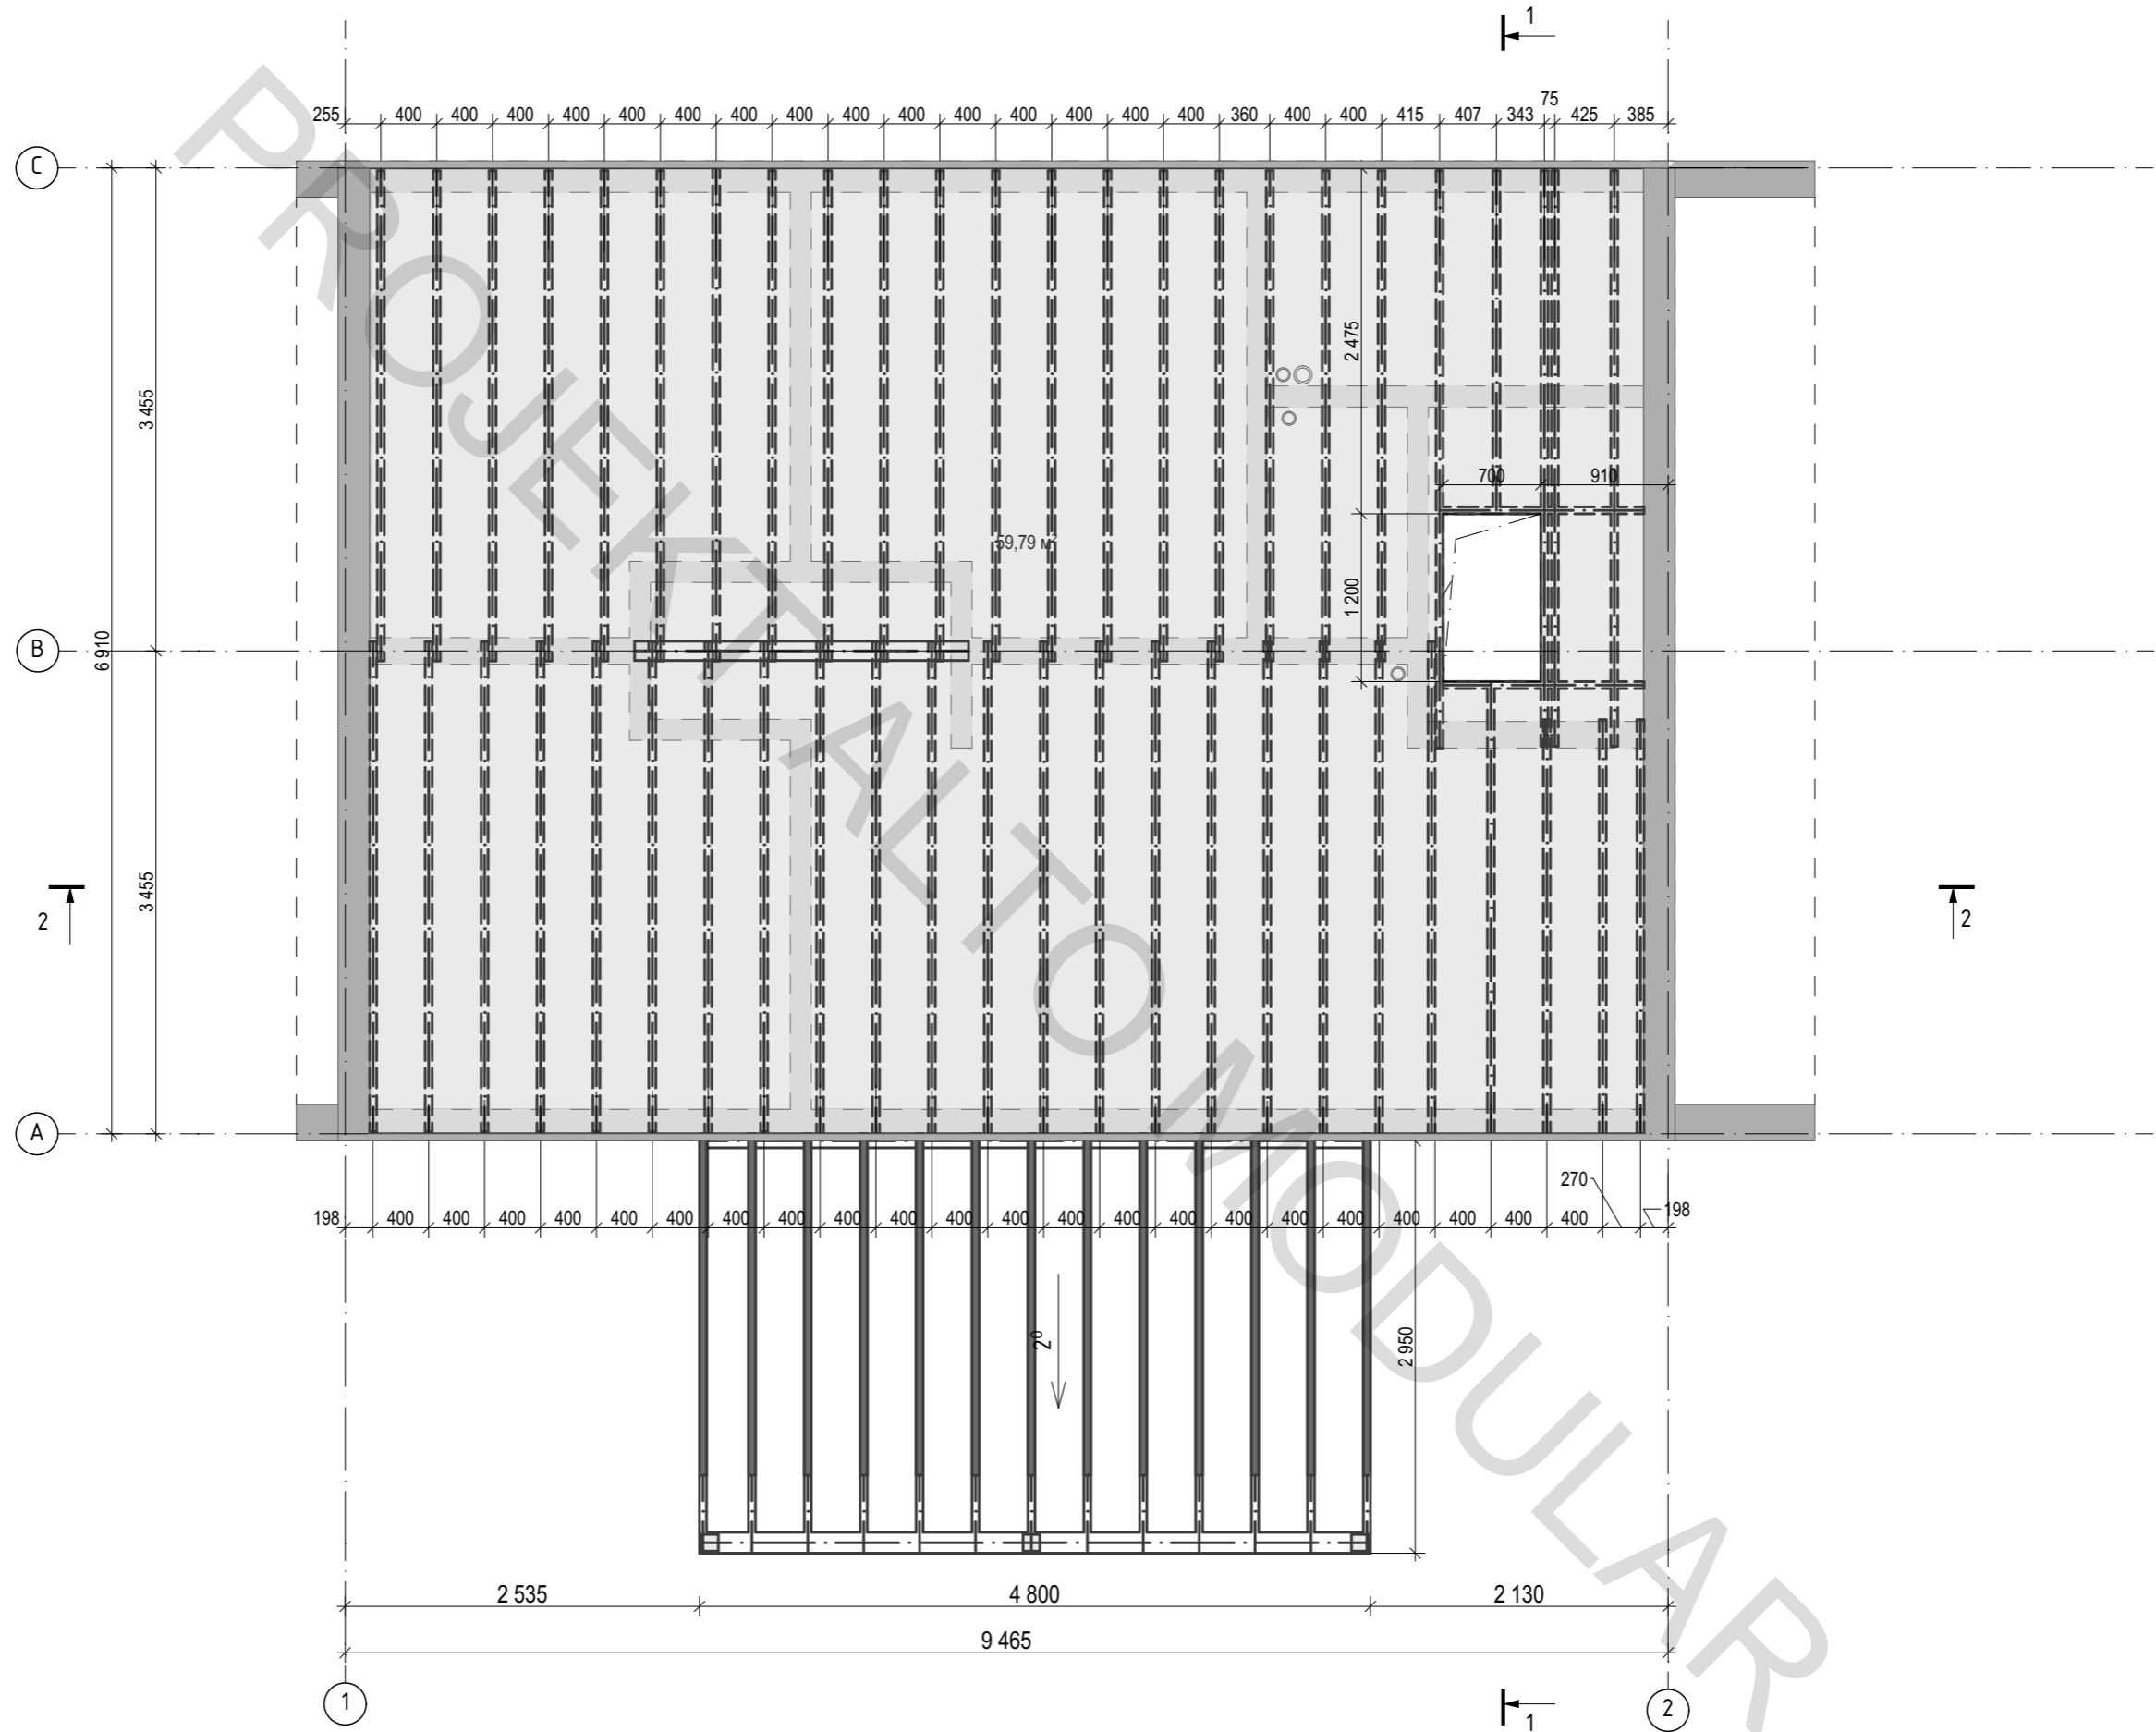 1
75
255 400 400 400 400 400 400 400 400 400 400 400 400 400 400 400 360 400 400 415 407 343 425 385
C
2 475
3 455
700 910
59,79 м²
1 200
B
6 910
3 455
2 2
A
270
198 400 400 400 400 400 400 400 400 400 400 400 400 400 400 400 400 400 400 400 400 400 400 198
2⁰
2 950
2 535 4 800 2 130
9 465
1 2
1
PROJEKT ALTO MODULAR